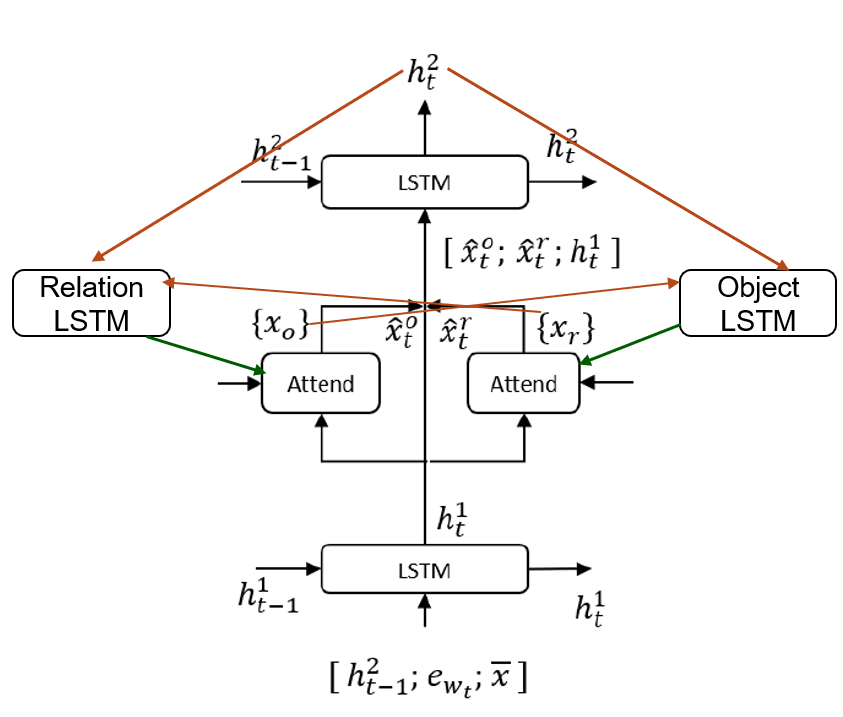 h_t^2
h_{t-1}^2
h_t^2
LSTM
[ x̂_t^o; x̂_t^r; h_t^1 ]
Relation
LSTM
Object
LSTM
{x_o}
x̂_t^o
x̂_t^r
{x_r}
Attend
Attend
h_t^1
LSTM
h_{t-1}^1
h_t^1
[ h_{t-1}^2; e_{w_t}; x̄ ]